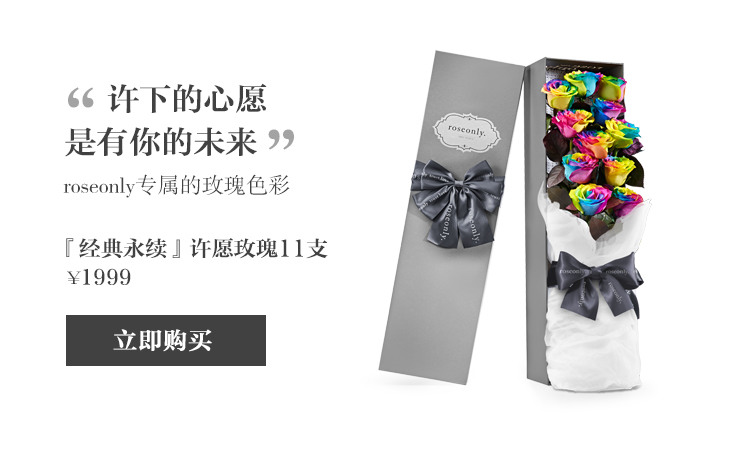 “ 许下的心愿
是有你的未来 ”
roseonly专属的玫瑰色彩
『经典永续』许愿玫瑰11支
¥1999
立即购买
roseonly.
roseonly.
roseonly.
roseonly
roseonly.